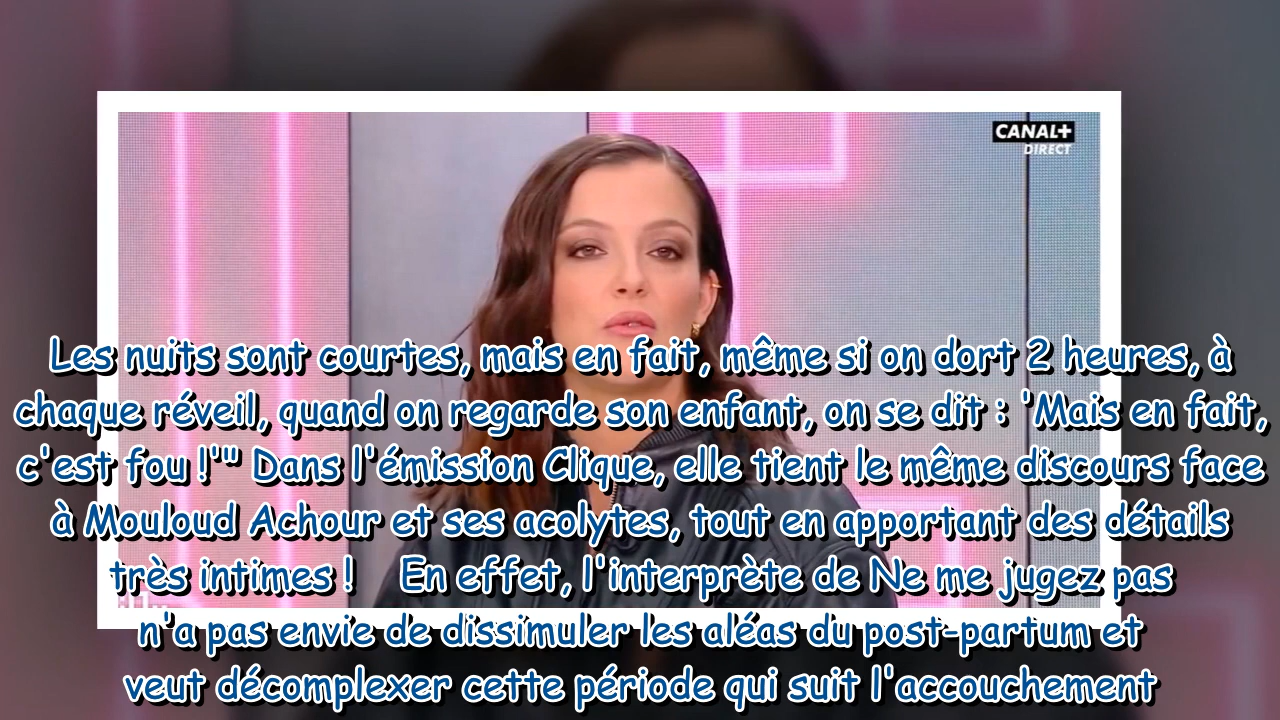 CANAL+
DIRECT
Les nuits sont courtes, mais en fait, même si on dort 2 heures, à
chaque réveil, quand on regarde son enfant, on se dit : 'Mais en fait,
c'est fou !'" Dans l'émission Clique, elle tient le même discours face
à Mouloud Achour et ses acolytes, tout en apportant des détails
très intimes ! En effet, l'interprète de Ne me jugez pas
n'a pas envie de dissimuler les aléas du post-partum et
veut décomplexer cette période qui suit l'accouchement